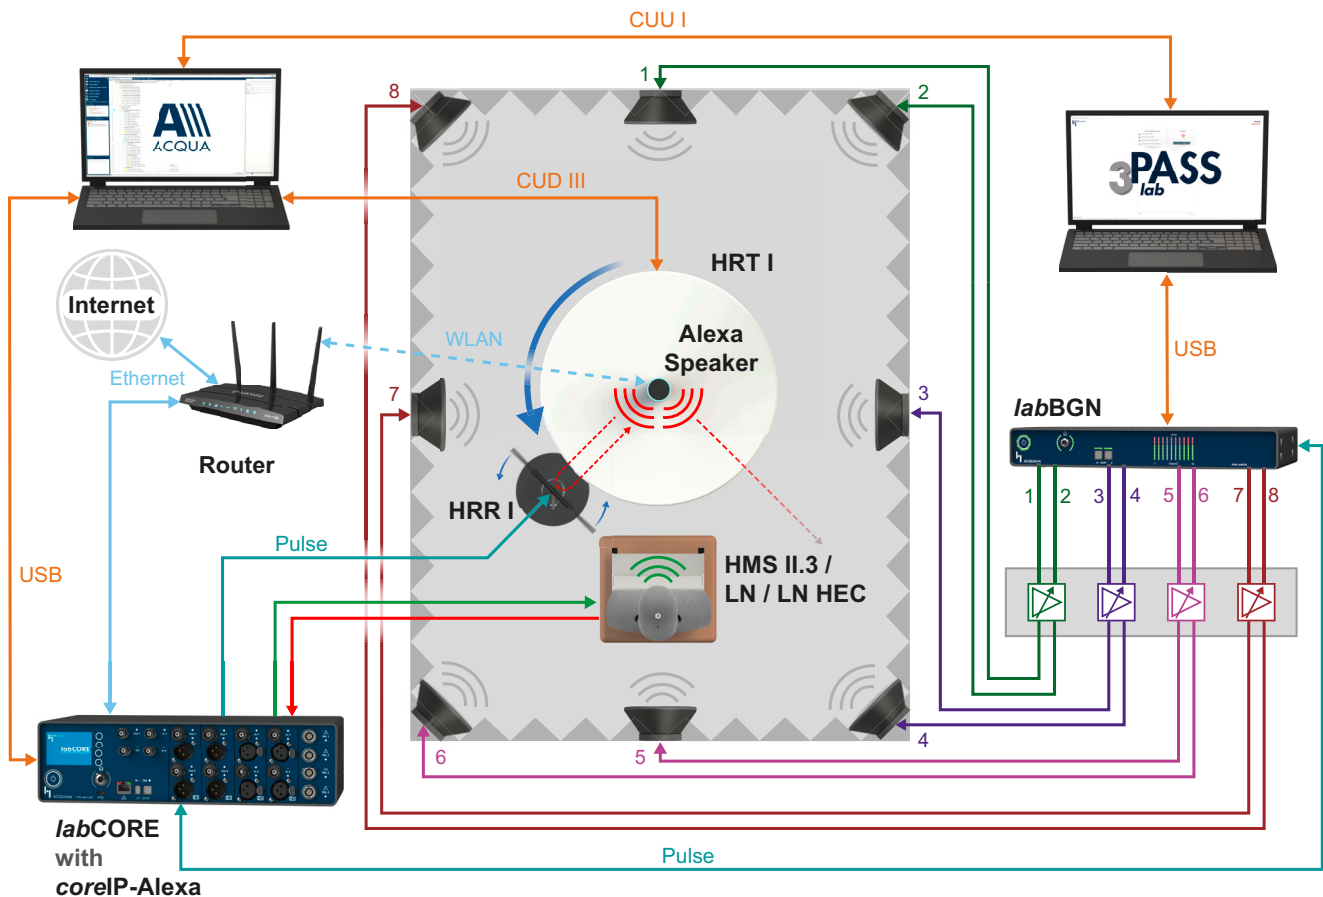 CUU I
1
8
2
ACQUA
3PASS
lab
CUD III
HRT I
Internet
Alexa
Speaker
WLAN
USB
Ethernet
7
3
labBGN
Router
HRR I
1
2
3
4
5
6
7
8
Pulse
HMS II.3 /
LN / LN HEC
USB
labCORE
6
5
4
labCORE
with
coreIP-Alexa
Pulse